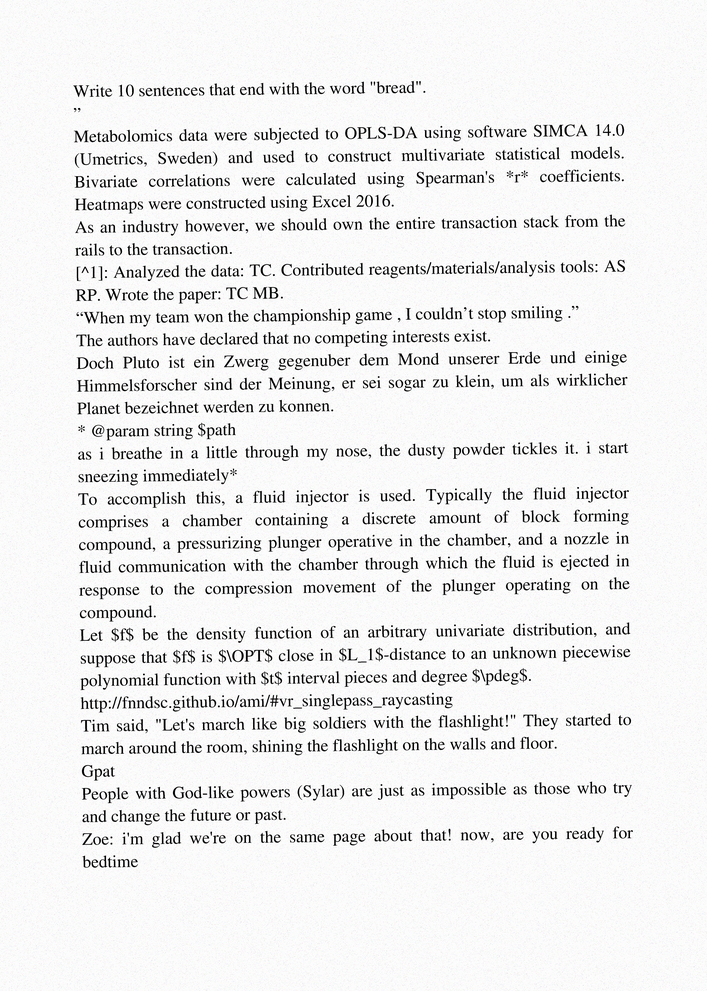 Write 10 sentences that end with the word "bread".
”
Metabolomics data were subjected to OPLS-DA using software SIMCA 14.0
(Umetrics, Sweden) and used to construct multivariate statistical models.
Bivariate correlations were calculated using Spearman's *r* coefficients.
Heatmaps were constructed using Excel 2016.
As an industry however, we should own the entire transaction stack from the
rails to the transaction.
[^1]: Analyzed the data: TC. Contributed reagents/materials/analysis tools: AS
RP. Wrote the paper: TC MB.
“When my team won the championship game , I couldn’t stop smiling .”
The authors have declared that no competing interests exist.
Doch Pluto ist ein Zwerg gegenuber dem Mond unserer Erde und einige
Himmelsforscher sind der Meinung, er sei sogar zu klein, um als wirklicher
Planet bezeichnet werden zu konnen.
* @param string $path
as i breathe in a little through my nose, the dusty powder tickles it. i start
sneezing immediately*
To accomplish this, a fluid injector is used. Typically the fluid injector
comprises a chamber containing a discrete amount of block forming
compound, a pressurizing plunger operative in the chamber, and a nozzle in
fluid communication with the chamber through which the fluid is ejected in
response to the compression movement of the plunger operating on the
compound.
Let $f$ be the density function of an arbitrary univariate distribution, and
suppose that $f$ is $\OPT$ close in $L_1$-distance to an unknown piecewise
polynomial function with $t$ interval pieces and degree $\pdeg$.
http://fnndsc.github.io/ami/#vr_singlepass_raycasting
Tim said, "Let's march like big soldiers with the flashlight!" They started to
march around the room, shining the flashlight on the walls and floor.
Gpat
People with God-like powers (Sylar) are just as impossible as those who try
and change the future or past.
Zoe: i'm glad we're on the same page about that! now, are you ready for
bedtime